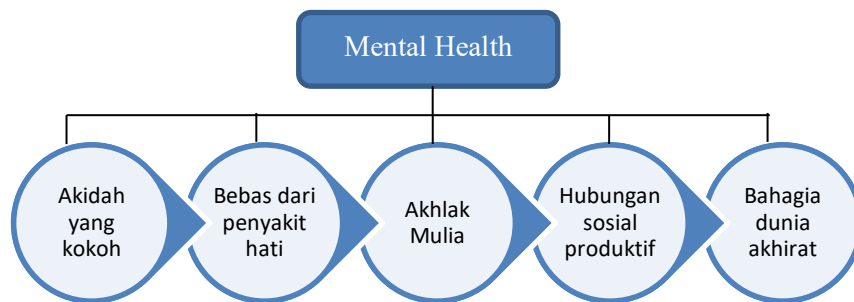 Mental Health
Akidah
yang
kokoh
Bebas dari
penyakit
hati
Akhlak
Mulia
Hubungan
sosial
produktif
Bahagia
dunia
akhirat